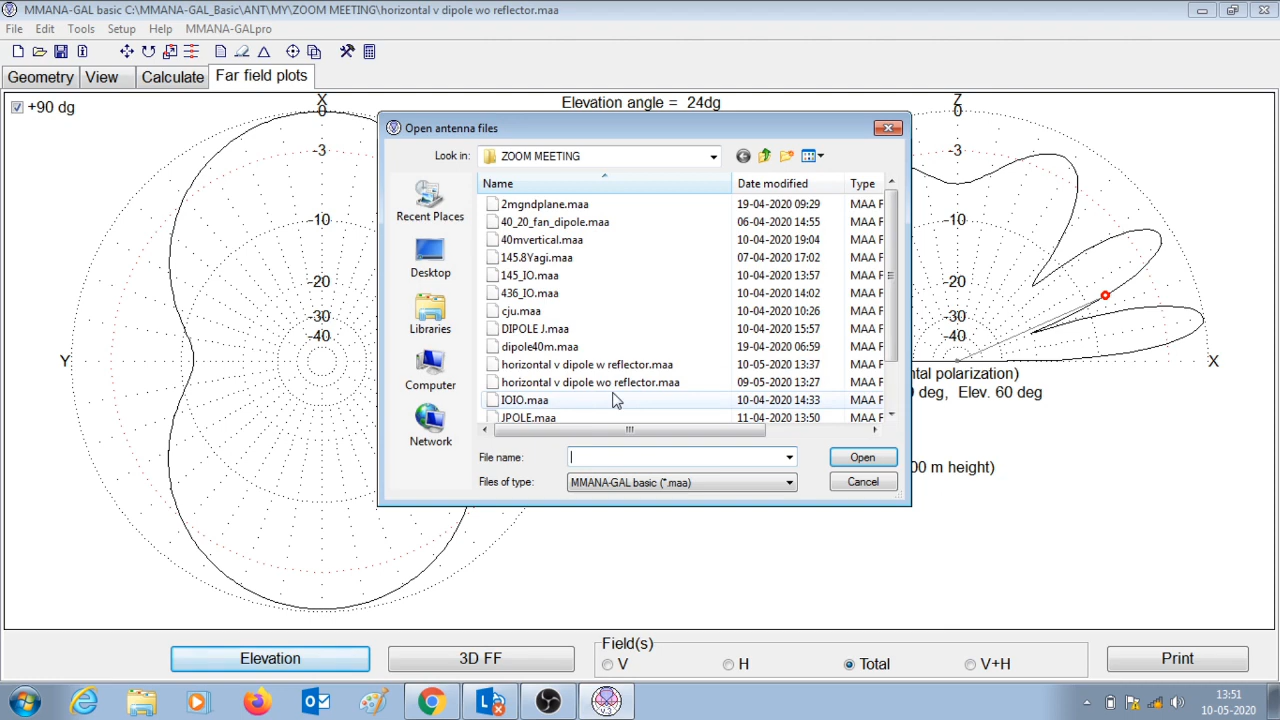 MMANA-GAL basic C:\MMANA-GAL_Basic\ANT\MY\ZOOM MEETING\horizontal v dipole wo reflector.maa
File Edit Tools Setup Help MMANA-GALpro
Geometry View Calculate Far field plots
+90 dg
Elevation angle = 24dg
X
0
-3
-10
-20
-30
-40
Y
Z
0
-3
-10
-20
-30
-40
X
Open antenna files
Look in: ZOOM MEETING
Recent Places
Desktop
Libraries
Computer
Network
Name Date modified Type
2mgndplane.maa 19-04-2020 09:29 MAA F
40_20_fan_dipole.maa 06-04-2020 14:55 MAA F
40mvertical.maa 10-04-2020 19:04 MAA F
145.8Yagi.maa 07-04-2020 17:02 MAA F
145_IO.maa 10-04-2020 13:57 MAA F
436_IO.maa 10-04-2020 14:02 MAA F
cju.maa 10-04-2020 10:26 MAA F
DIPOLE J.maa 10-04-2020 15:57 MAA F
dipole40m.maa 19-04-2020 06:59 MAA F
horizontal v dipole w reflector.maa 10-05-2020 13:37 MAA F
horizontal v dipole wo reflector.maa 09-05-2020 13:27 MAA F
IOIO.maa 10-04-2020 14:33 MAA F
JPOLE.maa 11-04-2020 13:50 MAA F
File name: Open
Files of type: MMANA-GAL basic (*.maa) Cancel
ntal polarization)
deg, Elev. 60 deg
00 m height)
Elevation 3D FF
Field(s)
V H Total V+H
Print
13:51
10-05-2020